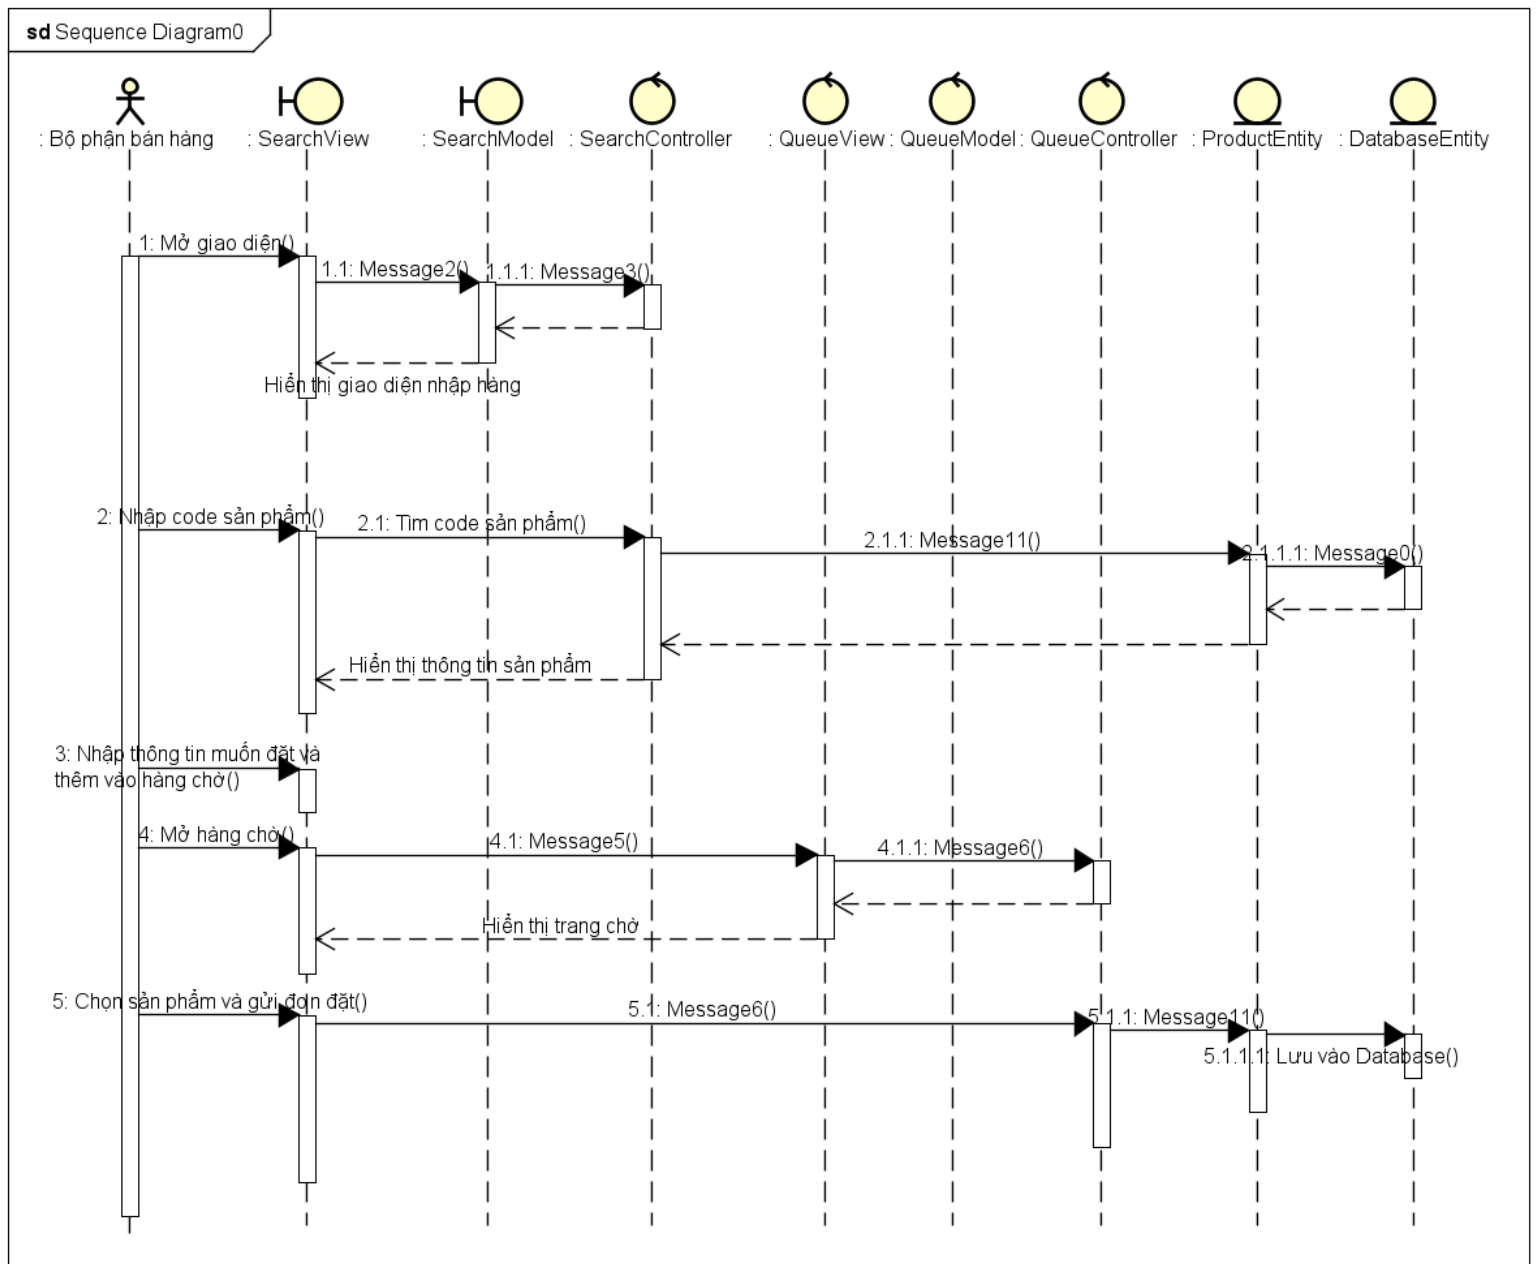 sd Sequence Diagram0
: Bộ phận bán hàng
: SearchView
: SearchModel
: SearchController
: QueueView
: QueueModel
: QueueController
: ProductEntity
: DatabaseEntity
1: Mở giao diện()
1.1: Message2()
1.1.1: Message3()
Hiển thị giao diện nhập hàng
2: Nhập code sản phẩm()
2.1: Tìm code sản phẩm()
2.1.1: Message11()
2.1.1.1: Message0()
Hiển thị thông tin sản phẩm
3: Nhập thông tin muốn đặt và
thêm vào hàng chờ()
4: Mở hàng chờ()
4.1: Message5()
4.1.1: Message6()
Hiển thị trang chờ
5: Chọn sản phẩm và gửi đơn đặt()
5.1: Message6()
5.1.1: Message11()
5.1.1.1: Lưu vào Database()